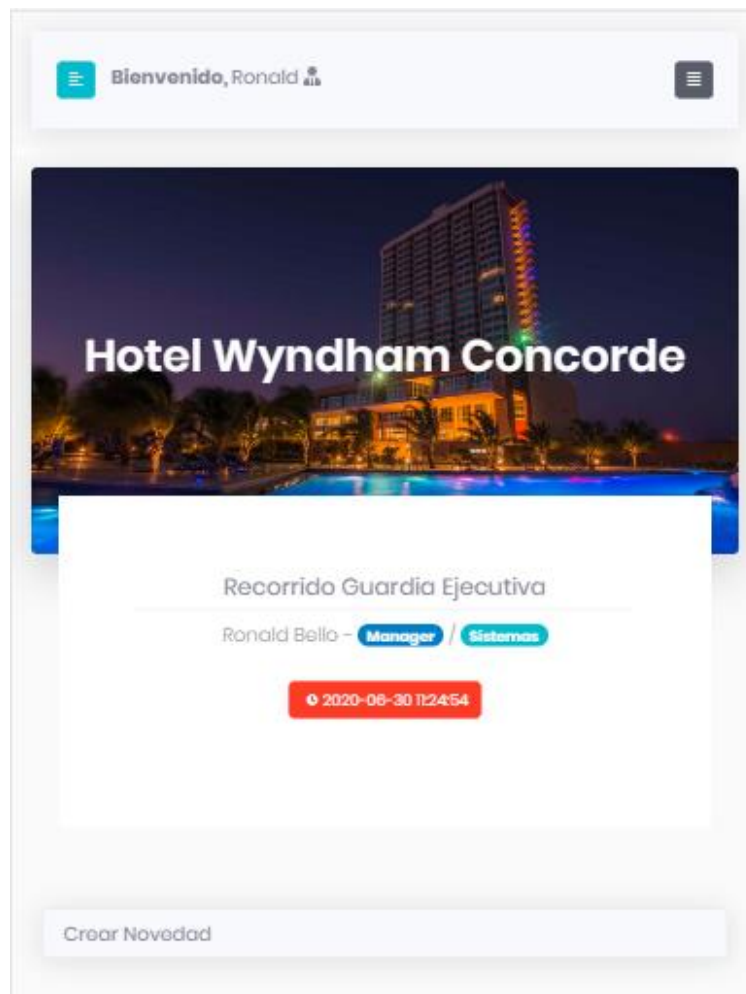 Bienvenido, Ronald
Hotel Wyndham Concorde
Recorrido Guardia Ejecutiva
Ronald Bello - Manager / Sistemas
2020-06-30 11:24:54
Crear Novedad